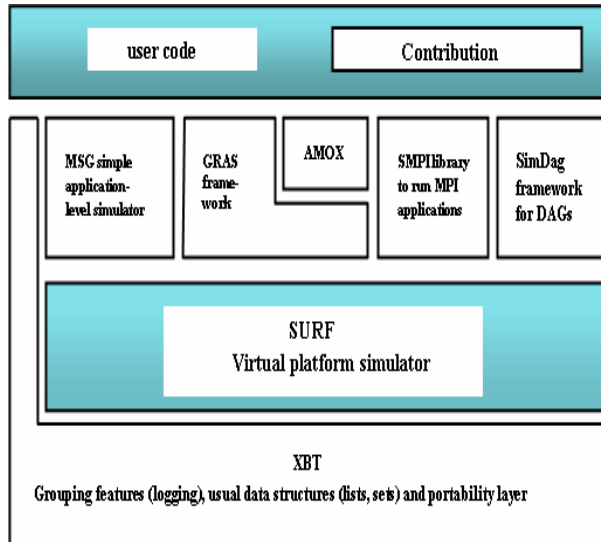 user code
Contribution
MSG simple
application-
level simulator
GRAS
frame-
work
AMOX
SMPI library
to run MPI
applications
SimDag
framework
for DAGs
SURF
Virtual platform simulator
XBT
Grouping features (logging), usual data structures (lists, sets) and portability layer